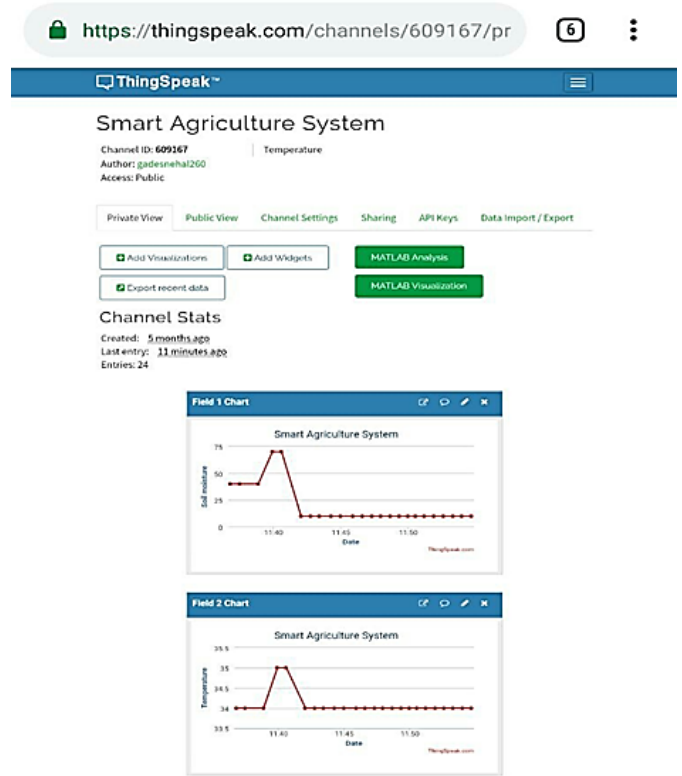 https://thingspeak.com/channels/609167/pr
6
ThingSpeak™
Smart Agriculture System
Channel ID: 609167
Temperature
Author: gadesnehal260
Access: Public
Private View Public View Channel Settings Sharing API Keys Data Import / Export
Add Visualizations Add Widgets MATLAB Analysis
Export recent data MATLAB Visualization
Channel Stats
Created: 5 months ago
Last entry: 11 minutes ago
Entries: 24
Field 1 Chart
Smart Agriculture System
75
50
25
0
Soil moisture
11:40 11:45 11:50
Date
ThingSpeak.com
Field 2 Chart
Smart Agriculture System
35.5
35
34.5
34
33.5
Temperature
11:40 11:45 11:50
Date
ThingSpeak.com